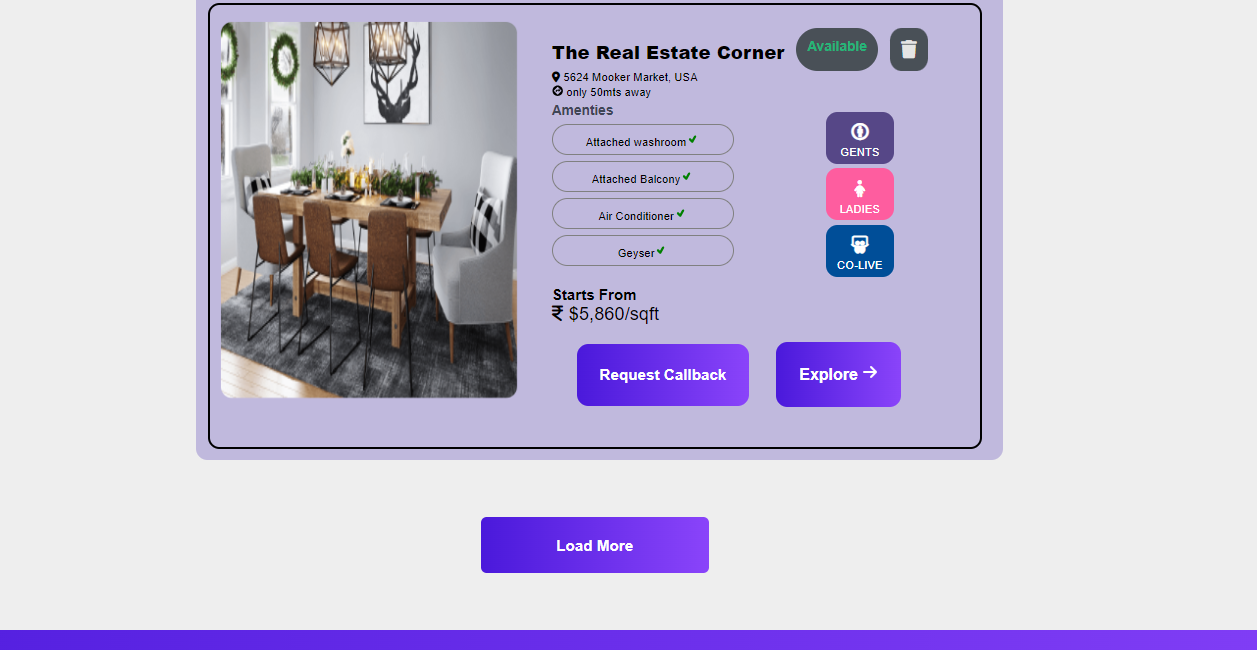 The Real Estate Corner
Available
5624 Mooker Market, USA
only 50mts away
Amenties
Attached washroom
Attached Balcony
Air Conditioner
Geyser
GENTS
LADIES
CO-LIVE
Starts From
₹ $5,860/sqft
Request Callback
Explore →
Load More